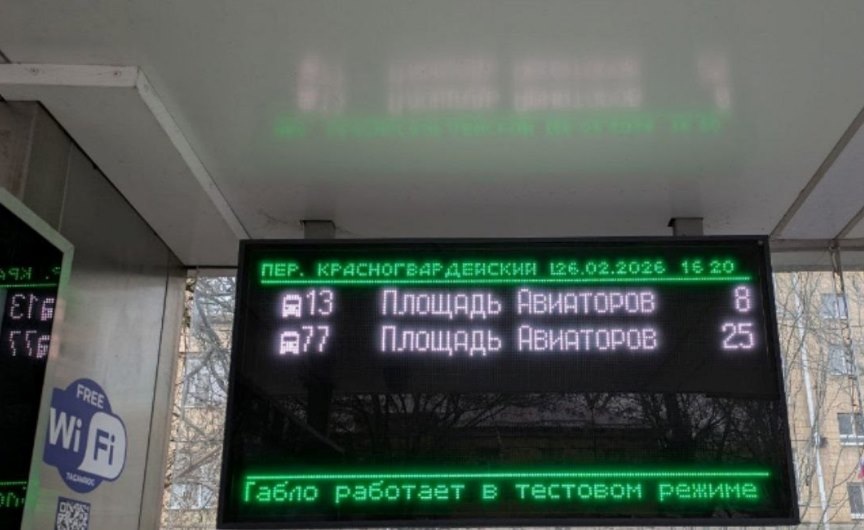 ПЕР. КРАСНОГВАРДЕЙСКИЙ 26.02.2026 16 20
13 Площадь Авиаторов 8
77 Площадь Авиаторов 25
Табло работает в тестовом режиме
FREE
Wi Fi